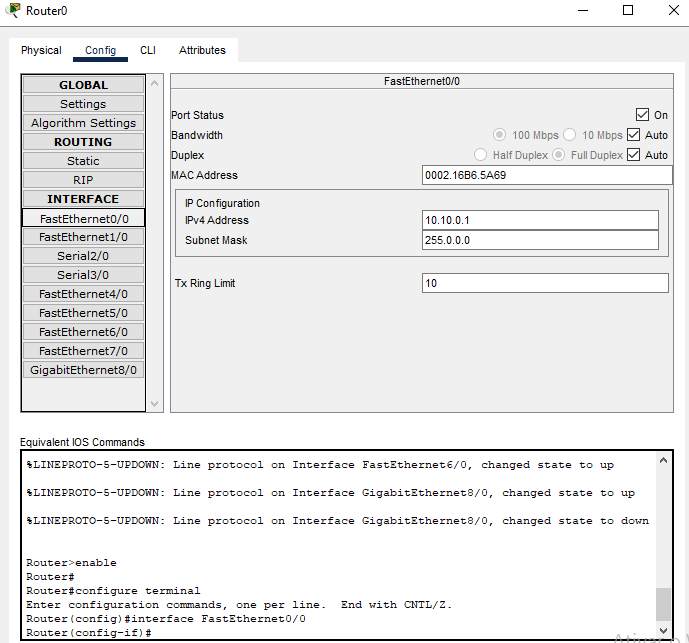 Router0
Physical Config CLI Attributes
GLOBAL
Settings
Algorithm Settings
ROUTING
Static
RIP
INTERFACE
FastEthernet0/0
FastEthernet1/0
Serial2/0
Serial3/0
FastEthernet4/0
FastEthernet5/0
FastEthernet6/0
FastEthernet7/0
GigabitEthernet8/0
FastEthernet0/0
Port Status On
Bandwidth 100 Mbps 10 Mbps Auto
Duplex Half Duplex Full Duplex Auto
MAC Address 0002.16B6.5A69
IP Configuration
IPv4 Address 10.10.0.1
Subnet Mask 255.0.0.0
Tx Ring Limit 10
Equivalent IOS Commands
%LINEPROTO-5-UPDOWN: Line protocol on Interface FastEthernet6/0, changed state to up
%LINEPROTO-5-UPDOWN: Line protocol on Interface GigabitEthernet8/0, changed state to up
%LINEPROTO-5-UPDOWN: Line protocol on Interface GigabitEthernet8/0, changed state to down
Router>enable
Router#
Router#configure terminal
Enter configuration commands, one per line. End with CNTL/Z.
Router(config)#interface FastEthernet0/0
Router(config-if)#